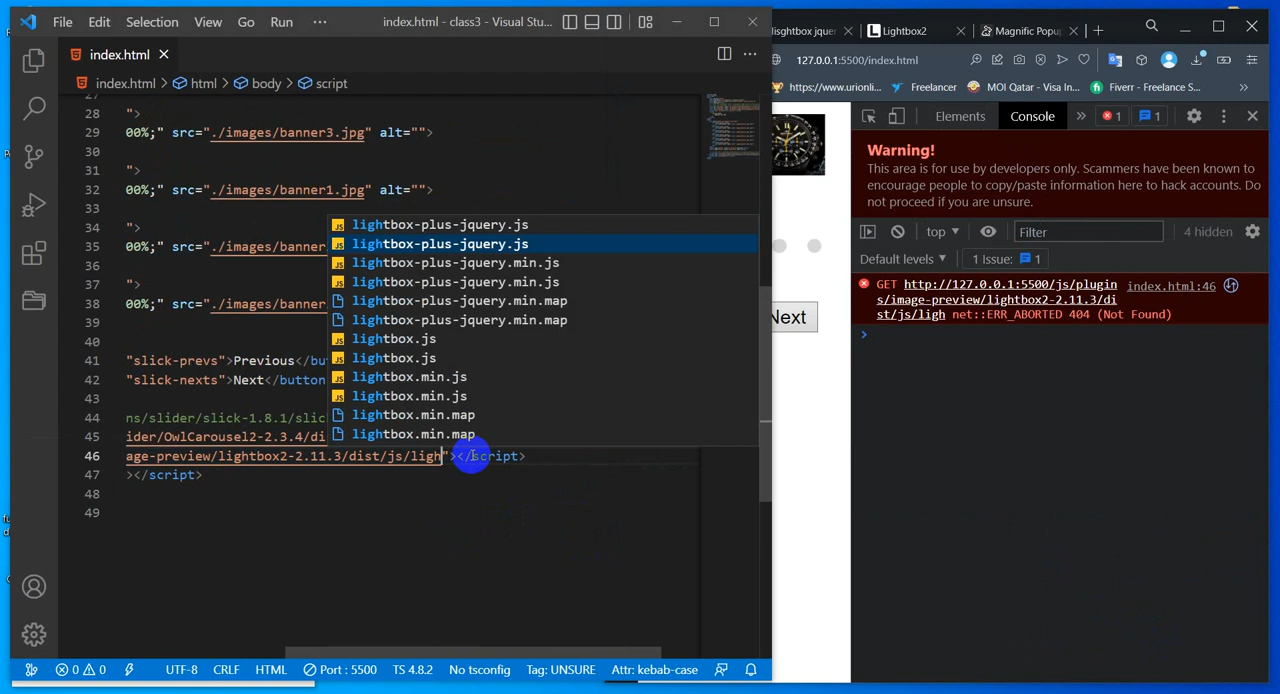 File Edit Selection View Go Run ··· index.html - class3 - Visual Stu...
index.html
index.html > html > body > script
27
28 ">
29 00%;" src="./images/banner3.jpg" alt="">
30
31 ">
32 00%;" src="./images/banner1.jpg" alt="">
33
34 ">
35 00%;" src="./images/banner
36
37 ">
38 00%;" src="./images/banner
39
40
41 "slick-prevs">Previous</bu
42 "slick-nexts">Next</button
43
44 ns/slider/slick-1.8.1/slic
45 ider/OwlCarousel2-2.3.4/di
46 age-preview/lightbox2-2.11.3/dist/js/ligh"></script>
47 ></script>
48
49
lightbox-plus-jquery.js
lightbox-plus-jquery.js
lightbox-plus-jquery.min.js
lightbox-plus-jquery.min.js
lightbox-plus-jquery.min.map
lightbox-plus-jquery.min.map
lightbox.js
lightbox.js
lightbox.min.js
lightbox.min.js
lightbox.min.map
lightbox.min.map
0 0 UTF-8 CRLF HTML Port : 5500 TS 4.8.2 No tsconfig Tag: UNSURE Attr: kebab-case
lisghtbox jquer Lightbox2 Magnific Popup
127.0.0.1:5500/index.html
https://www.urionli... Freelancer MOI Qatar - Visa In... Fiverr - Freelance S...
Next
Elements Console 1 1
Warning!
This area is for use by developers only. Scammers have been known to
encourage people to copy/paste information here to hack accounts. Do
not proceed if you are unsure.
top Filter 4 hidden
Default levels 1 Issue: 1
GET http://127.0.0.1:5500/js/plugin index.html:46
s/image-preview/lightbox2-2.11.3/di
st/js/ligh net::ERR_ABORTED 404 (Not Found)